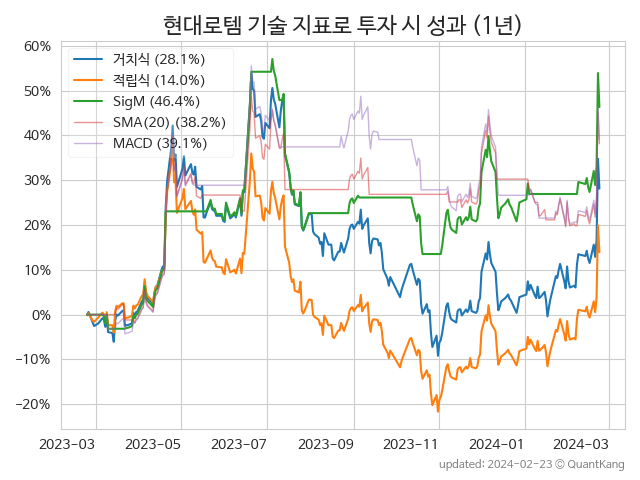 현대로템 기술 지표로 투자 시 성과 (1년)
60%
50%
40%
30%
20%
10%
0%
−10%
−20%
거치식 (28.1%)
적립식 (14.0%)
SigM (46.4%)
SMA(20) (38.2%)
MACD (39.1%)
2023-03 2023-05 2023-07 2023-09 2023-11 2024-01 2024-03
updated: 2024-02-23 © QuantKang